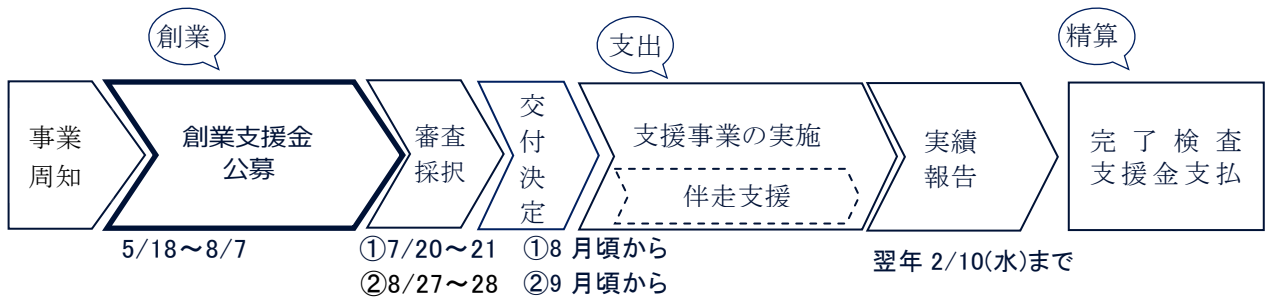 創業
支出
精算
事業
周知
創業支援金
公募
審査
採択
交
付
決
定
支援事業の実施
伴走支援
実績
報告
完了検査
支援金支払
5/18～8/7
①7/20～21
②8/27～28
①8 月頃から
②9 月頃から
翌年 2/10(水)まで